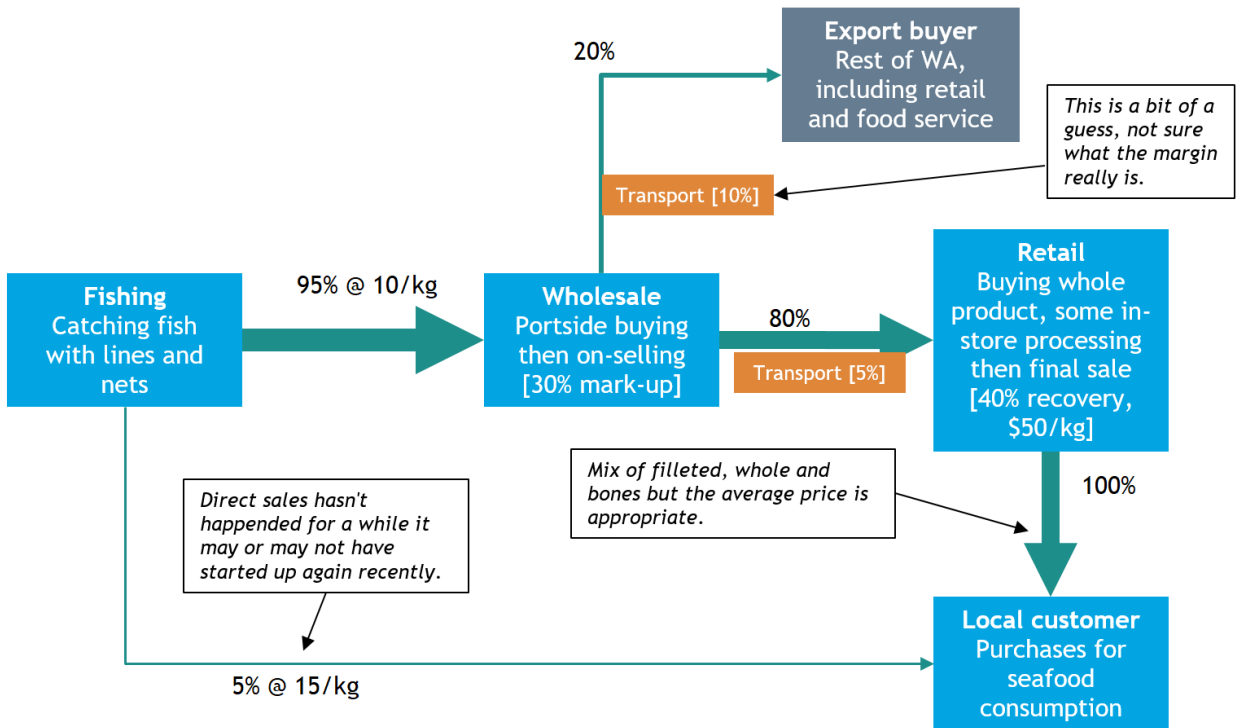 20%
Export buyer
Rest of WA,
including retail
and food service
This is a bit of a
guess, not sure
what the margin
really is.
Transport [10%]
95% @ 10/kg
Fishing
Catching fish
with lines and
nets
Wholesale
Portside buying
then on-selling
[30% mark-up]
80%
Transport [5%]
Retail
Buying whole
product, some in-
store processing
then final sale
[40% recovery,
$50/kg]
Direct sales hasn't
happended for a while it
may or may not have
started up again recently.
Mix of filleted, whole and
bones but the average price is
appropriate.
100%
5% @ 15/kg
Local customer
Purchases for
seafood
consumption